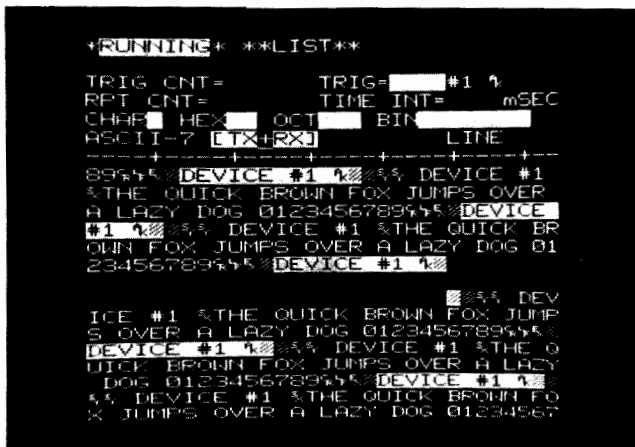 *RUNNING* **LIST**
TRIG CNT= TRIG= #1
RPT CNT= TIME INT= mSEC
CHAR HEX OCT BIN
ASCII-7 [TX+RX] LINE
89 DEVICE #1 DEVICE #1
THE QUICK BROWN FOX JUMPS OVER
A LAZY DOG 0123456789 DEVICE
#1 DEVICE #1 THE QUICK BR
OWN FOX JUMPS OVER A LAZY DOG 01
23456789 DEVICE #1
DEV
ICE #1 THE QUICK BROWN FOX JUMP
S OVER A LAZY DOG 0123456789
DEVICE #1 DEVICE #1 THE Q
UICK BROWN FOX JUMPS OVER A LAZY
DOG 0123456789 DEVICE #1
DEVICE #1 THE QUICK BROWN FO
X JUMPS OVER A LAZY DOG 01234567